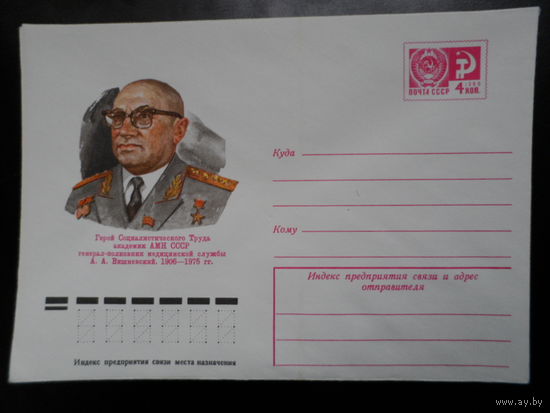 ПОЧТА СССР 4 КОП.
Герой Социалистического Труда
академик АМН СССР
генерал-полковник медицинской службы
А. А. Вишневский. 1906—1975 гг.
Куда
Кому
Индекс предприятия связи и адрес
отправителя
Индекс предприятия связи места назначения
www.ay.by